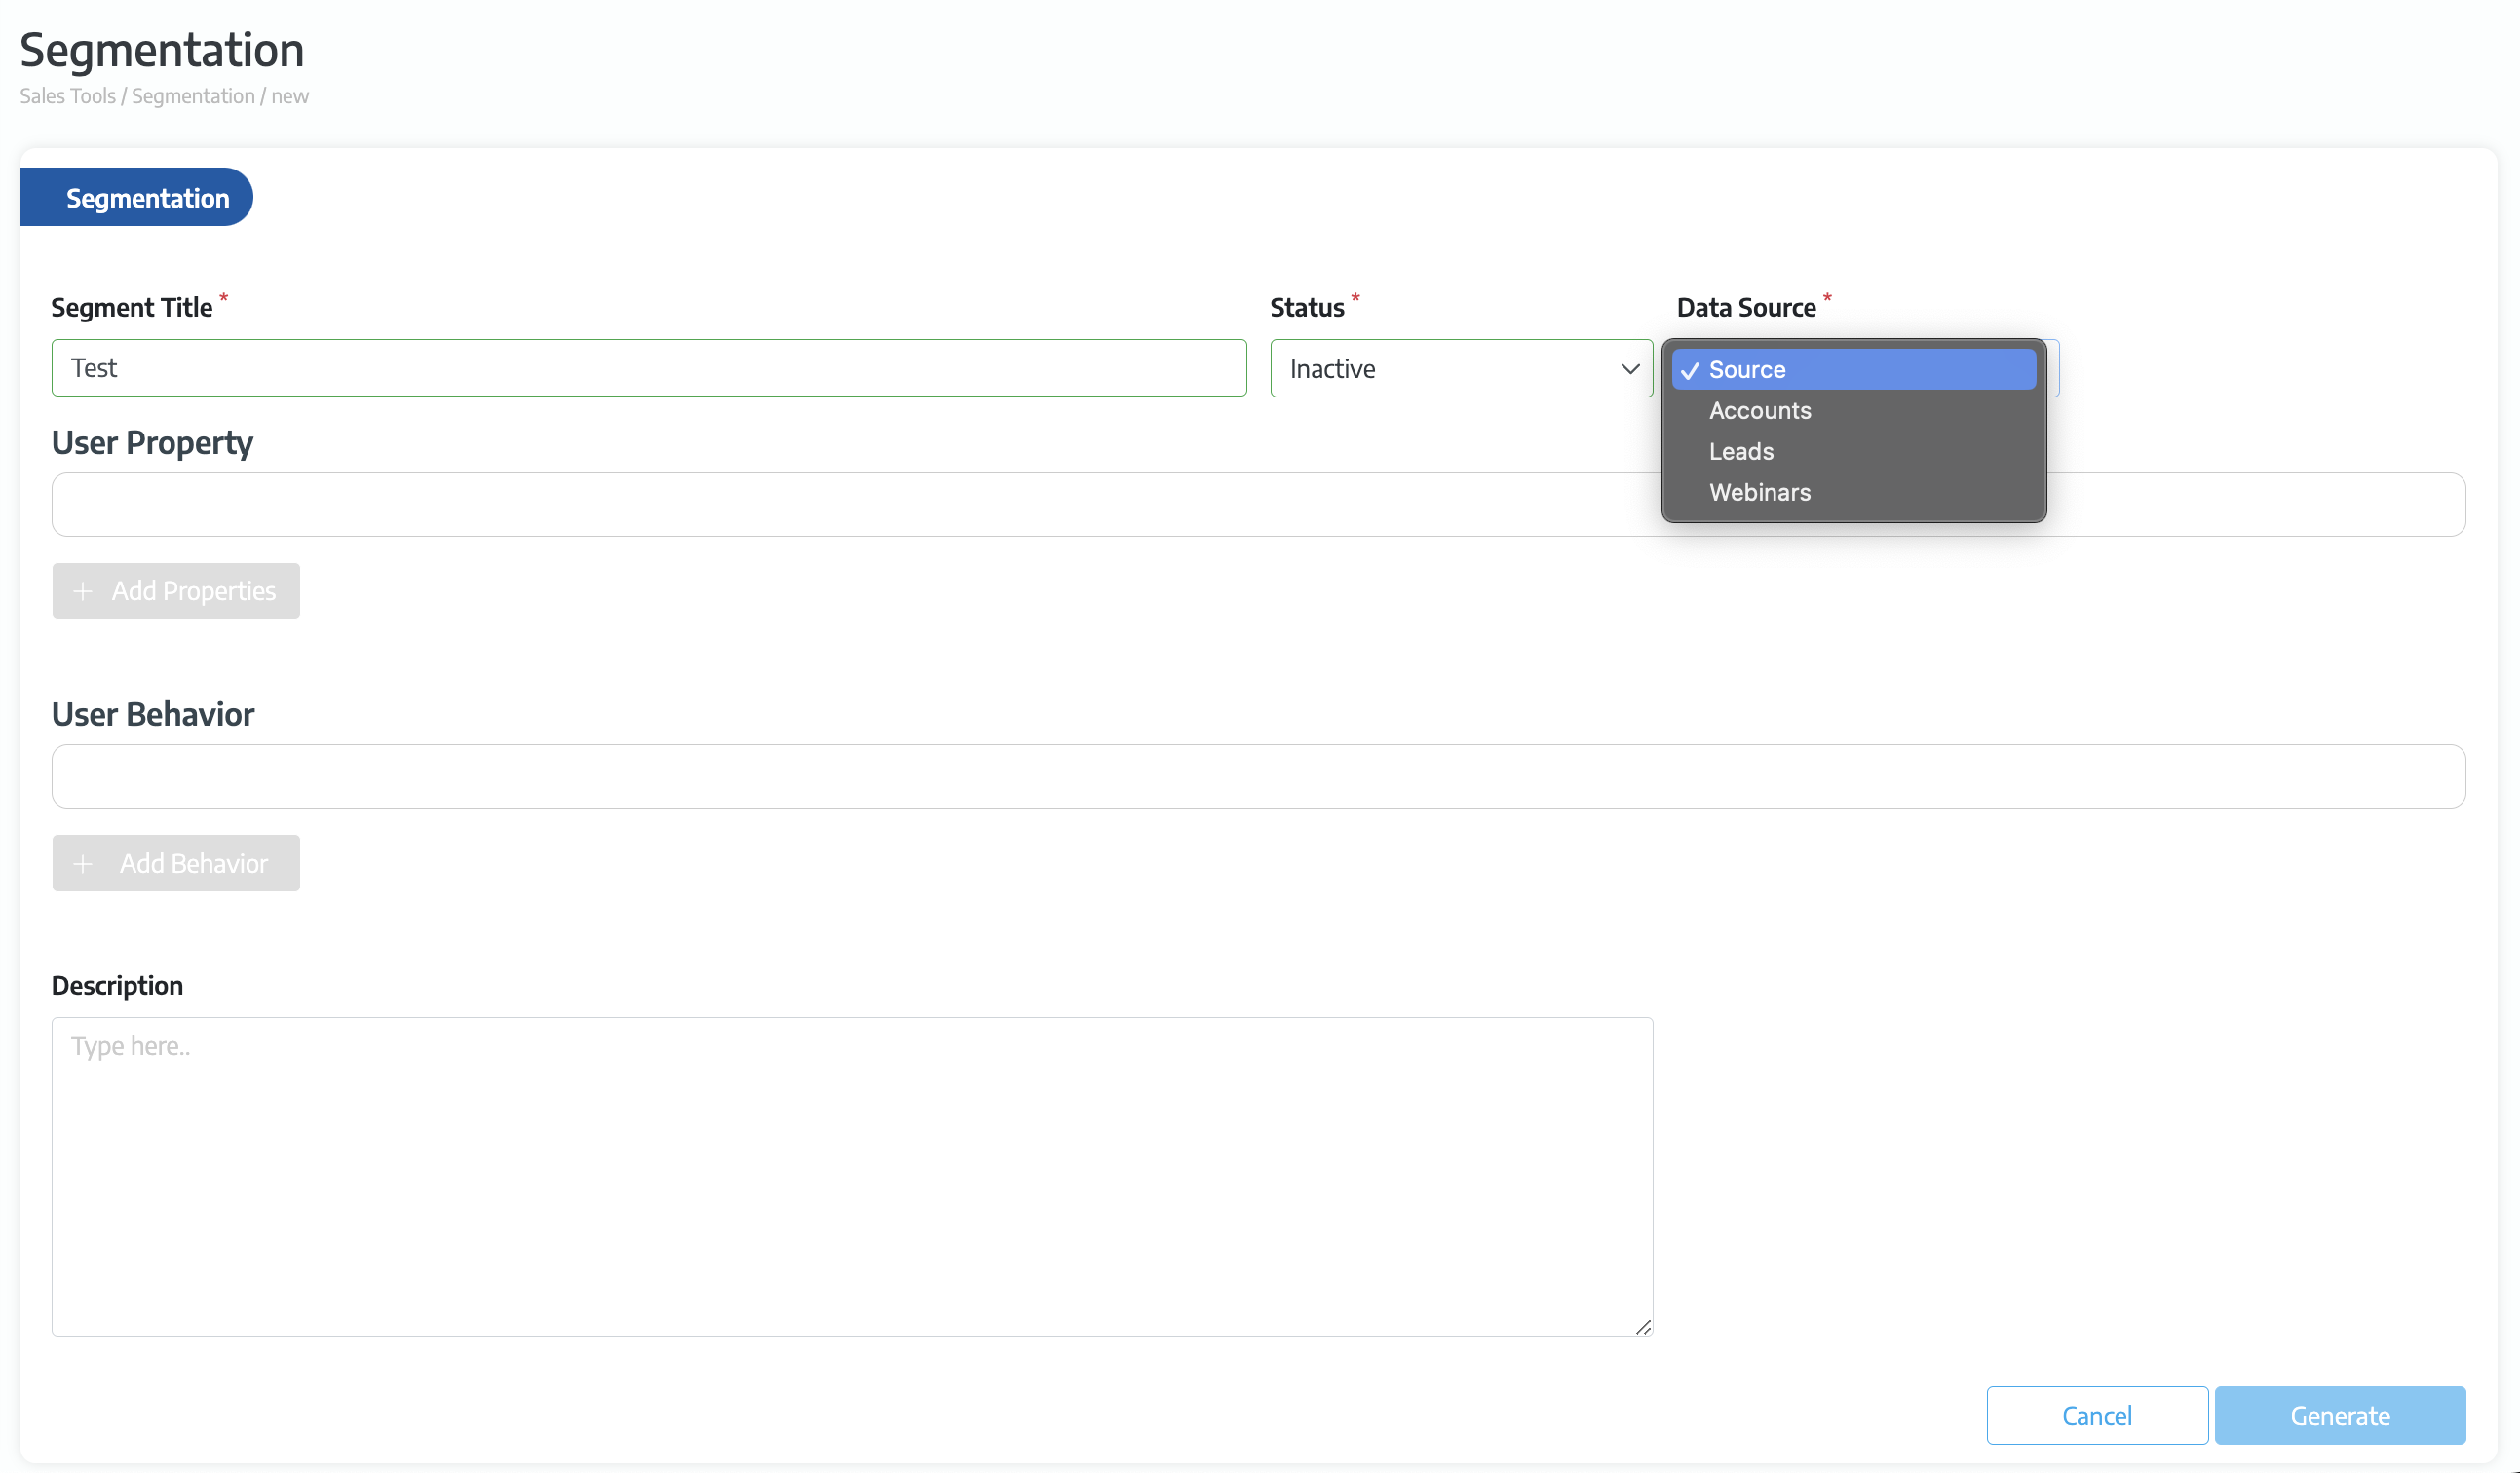 Segmentation
Sales Tools / Segmentation / new
Segmentation
Segment Title *
Status *
Data Source *
Test
Inactive
Source
Accounts
Leads
Webinars
User Property
+ Add Properties
User Behavior
+ Add Behavior
Description
Type here..
Cancel
Generate